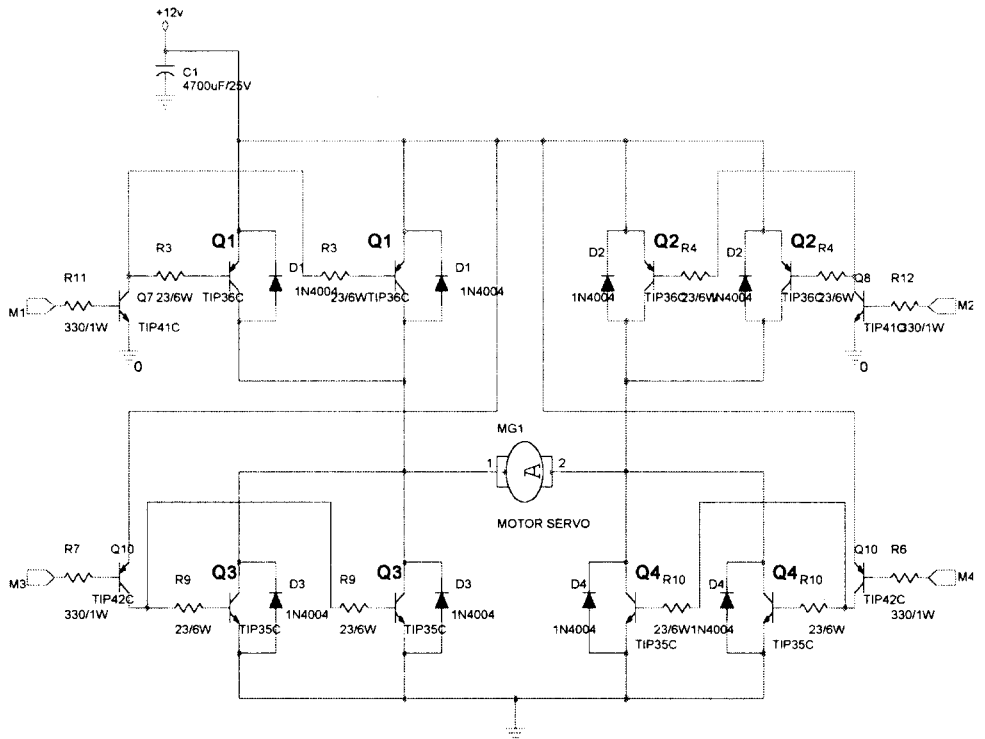 +12v
C1
4700uF/25V
Q1
Q1
Q2
Q2
R3
R3
R4
R4
D1
D1
D2
D2
R11
Q8
R12
1N4004
1N4004
1N4004
1N4004
M1
Q7
23/6W
TIP36C
23/6W
TIP36C
TIP36C
23/6W
TIP36C
23/6W
M2
330/1W
TIP41C
TIP41C
330/1W
0
0
MG1
1
A
2
MOTOR SERVO
R7
Q10
Q10
R6
R9
Q3
D3
R9
Q3
D3
D4
Q4
R10
D4
Q4
R10
M3
M4
TIP42C
1N4004
1N4004
TIP42C
330/1W
23/6W
TIP35C
23/6W
TIP35C
1N4004
23/6W
1N4004
23/6W
330/1W
TIP35C
TIP35C